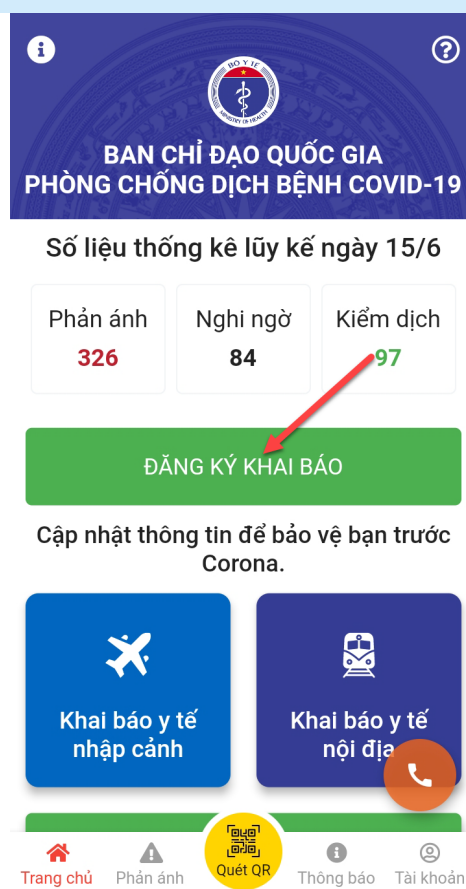 BỘ Y TẾ
MINISTRY OF HEALTH
BAN CHỈ ĐẠO QUỐC GIA
PHÒNG CHỐNG DỊCH BỆNH COVID-19
Số liệu thống kê lũy kế ngày 15/6
Phản ánh
326
Nghi ngờ
84
Kiểm dịch
97
ĐĂNG KÝ KHAI BÁO
Cập nhật thông tin để bảo vệ bạn trước
Corona.
Khai báo y tế
nhập cảnh
Khai báo y tế
nội địa
Trang chủ
Phản ánh
Quét QR
Thông báo
Tài khoản